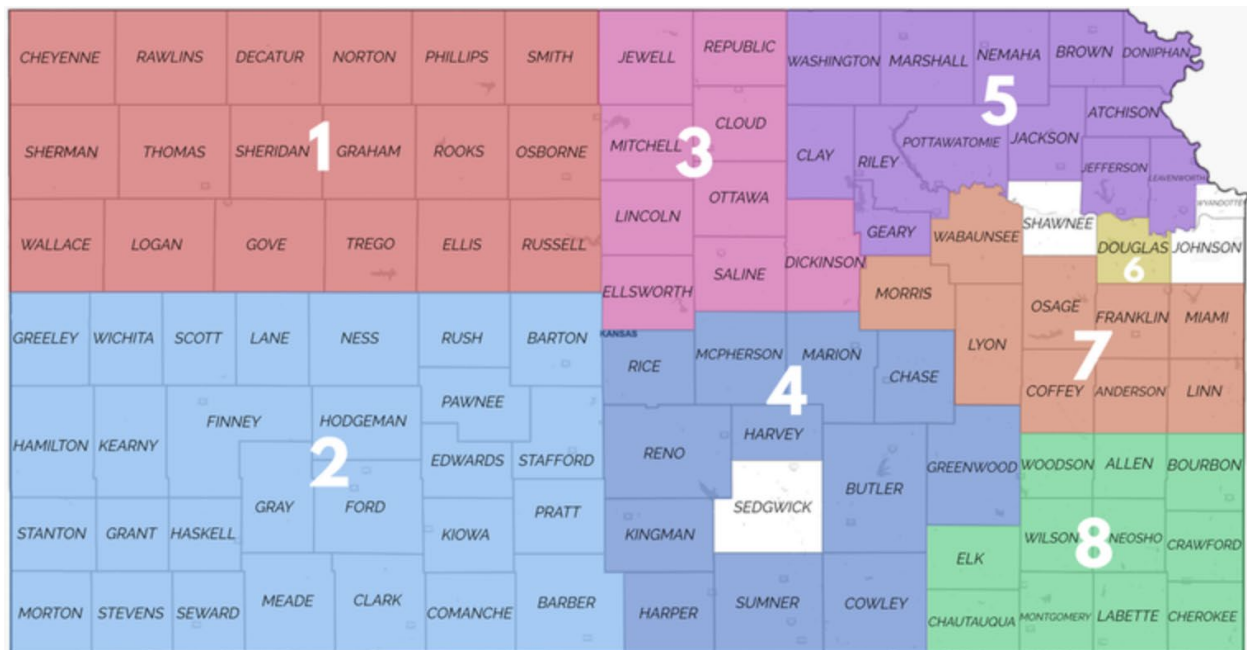 CHEYENNE RAWLINS DECATUR NORTON PHILLIPS SMITH JEWELL REPUBLIC WASHINGTON MARSHALL NEMAHA BROWN DONIPHAN
5
ATCHISON
SHERMAN THOMAS SHERIDAN 1 GRAHAM ROOKS OSBORNE MITCHELL 3 CLOUD CLAY RILEY POTTAWATOMIE JACKSON
JEFFERSON LEAVENWORTH
LINCOLN OTTAWA WYANDOTTE
WALLACE LOGAN GOVE TREGO ELLIS RUSSELL GEARY WABAUNSEE SHAWNEE DOUGLAS JOHNSON
6
ELLSWORTH SALINE DICKINSON MORRIS
OSAGE FRANKLIN MIAMI
KANSAS
GREELEY WICHITA SCOTT LANE NESS RUSH BARTON RICE MCPHERSON MARION LYON 7
CHASE
4
COFFEY ANDERSON LINN
PAWNEE
HAMILTON KEARNY FINNEY HODGEMAN HARVEY
2
EDWARDS STAFFORD RENO GREENWOOD WOODSON ALLEN BOURBON
GRAY FORD PRATT SEDGWICK BUTLER
STANTON GRANT HASKELL KIOWA KINGMAN WILSON 8 NEOSHO CRAWFORD
ELK
MORTON STEVENS SEWARD MEADE CLARK COMANCHE BARBER HARPER SUMNER COWLEY
CHAUTAUQUA MONTGOMERY LABETTE CHEROKEE